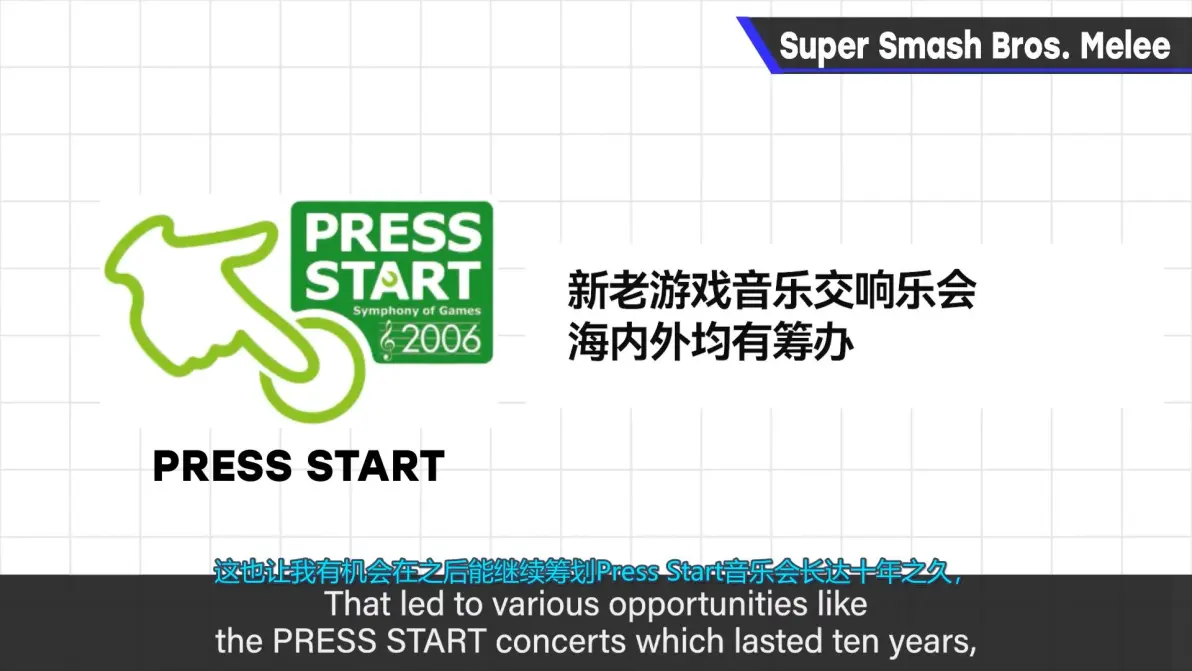 Super Smash Bros. Melee
PRESS
START
Symphony of Games
2006
新老游戏音乐交响乐会
海内外均有筹办
PRESS START
这也让我有机会在之后能继续筹划Press Start音乐会长达十年之久，
That led to various opportunities like
the PRESS START concerts which lasted ten years,